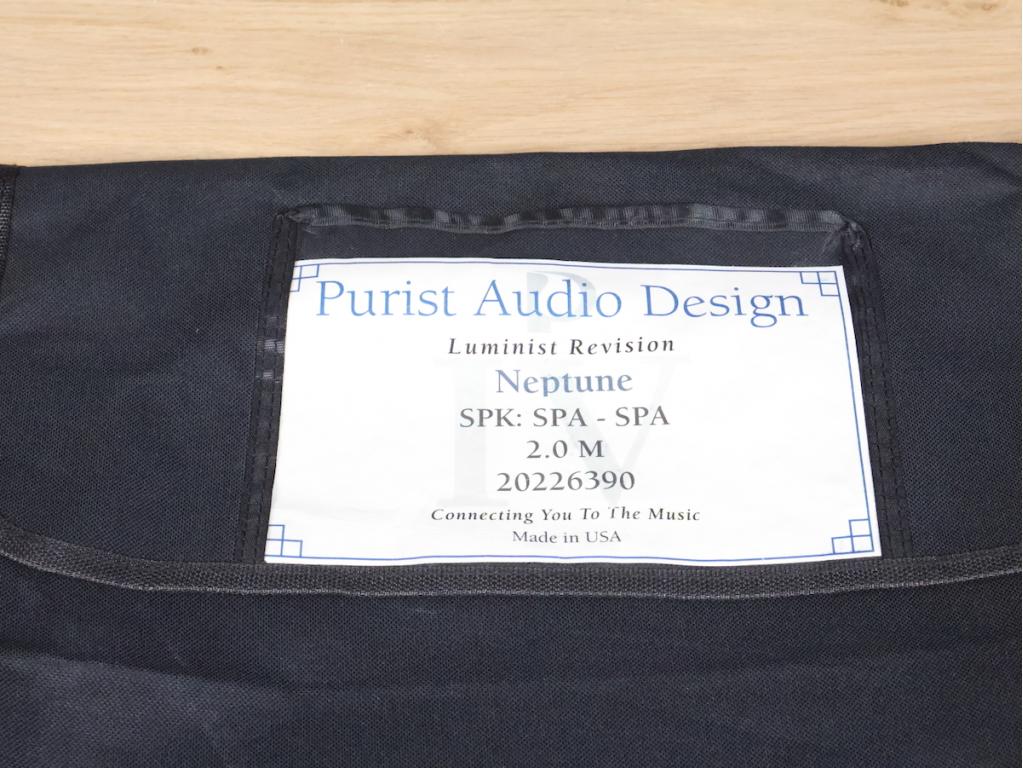 Purist Audio Design
Luminist Revision
Neptune
SPK: SPA - SPA
2.0 M
20226390
Connecting You To The Music
Made in USA